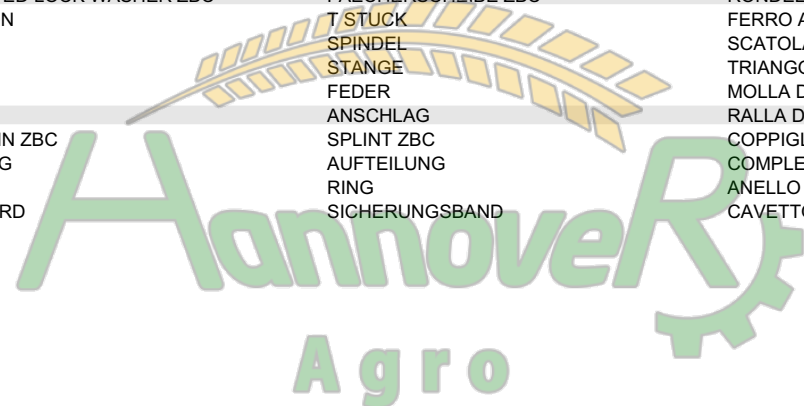 N T STUCK FERRO A
SPINDEL SCATOLA
STANGE TRIANGO
FEDER MOLLA D
ANSCHLAG RALLA D
IN ZBC SPLINT ZBC COPPIGL
G AUFTEILUNG COMPLE
RING ANELLO
RD SICHERUNGSBAND CAVETTO
HannoveR
Agro